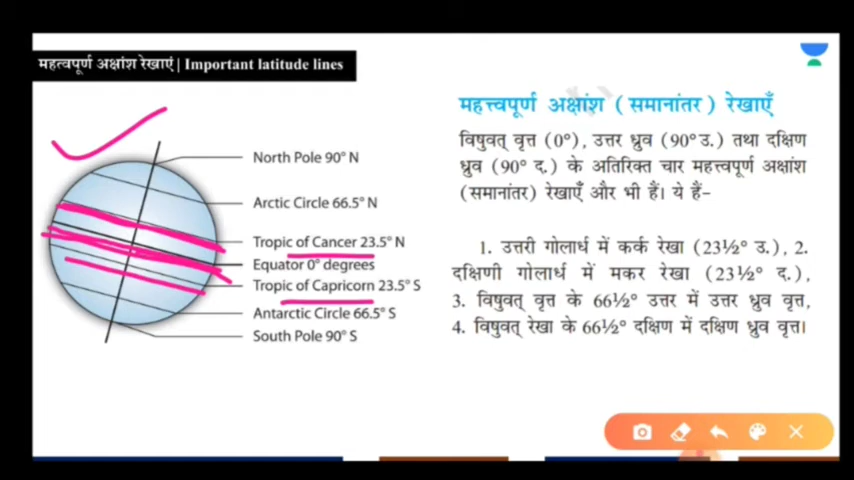 महत्वपूर्ण अक्षांश रेखाएं | Important latitude lines
North Pole 90° N
Arctic Circle 66.5° N
Tropic of Cancer 23.5° N
Equator 0° degrees
Tropic of Capricorn 23.5° S
Antarctic Circle 66.5° S
South Pole 90° S
महत्त्वपूर्ण अक्षांश (समानांतर) रेखाएँ
विषुवत् वृत्त (0°), उत्तर ध्रुव (90° उ.) तथा दक्षिण
ध्रुव (90° द.) के अतिरिक्त चार महत्त्वपूर्ण अक्षांश
(समानांतर) रेखाएँ और भी हैं। ये हैं–
1. उत्तरी गोलार्ध में कर्क रेखा (23½° उ.), 2.
दक्षिणी गोलार्ध में मकर रेखा (23½° द.),
3. विषुवत् वृत्त के 66½° उत्तर में उत्तर ध्रुव वृत्त,
4. विषुवत् रेखा के 66½° दक्षिण में दक्षिण ध्रुव वृत्त।